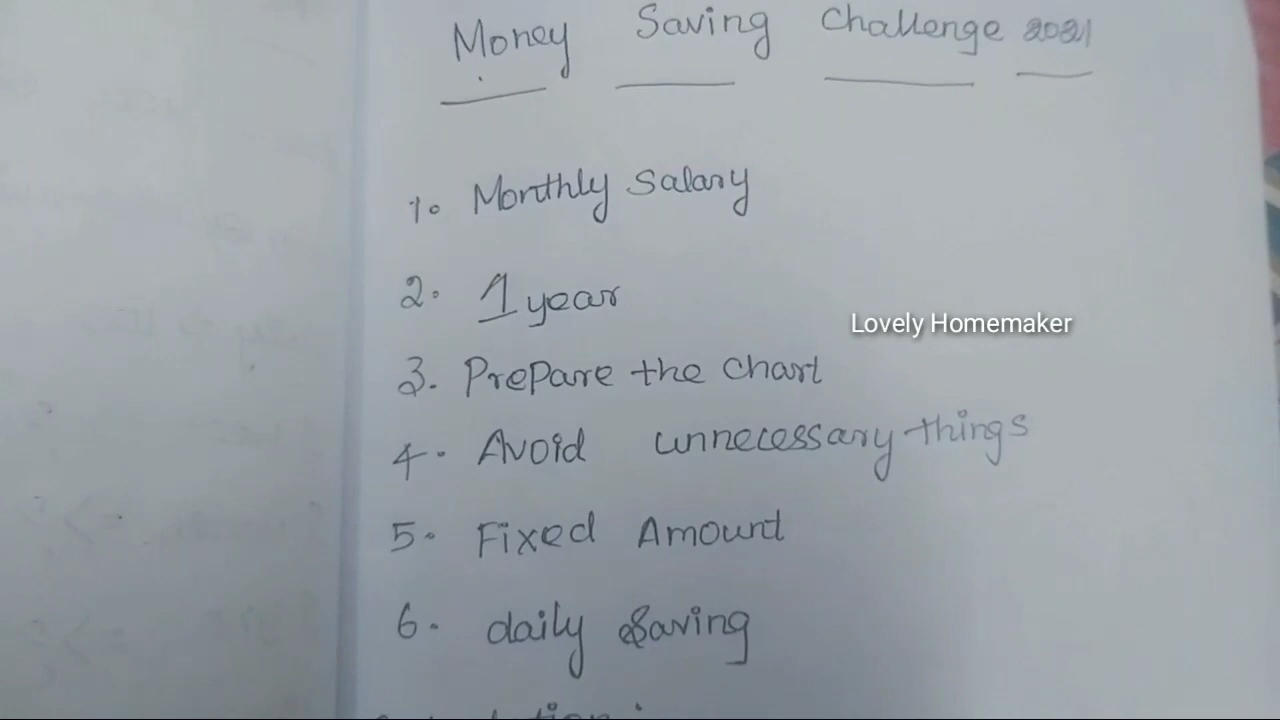 Money Saving Challenge 2021
1. Monthly Salary
2. 1 year
Lovely Homemaker
3. Prepare the chart
4. Avoid unnecessary things
5. Fixed Amount
6. daily Saving